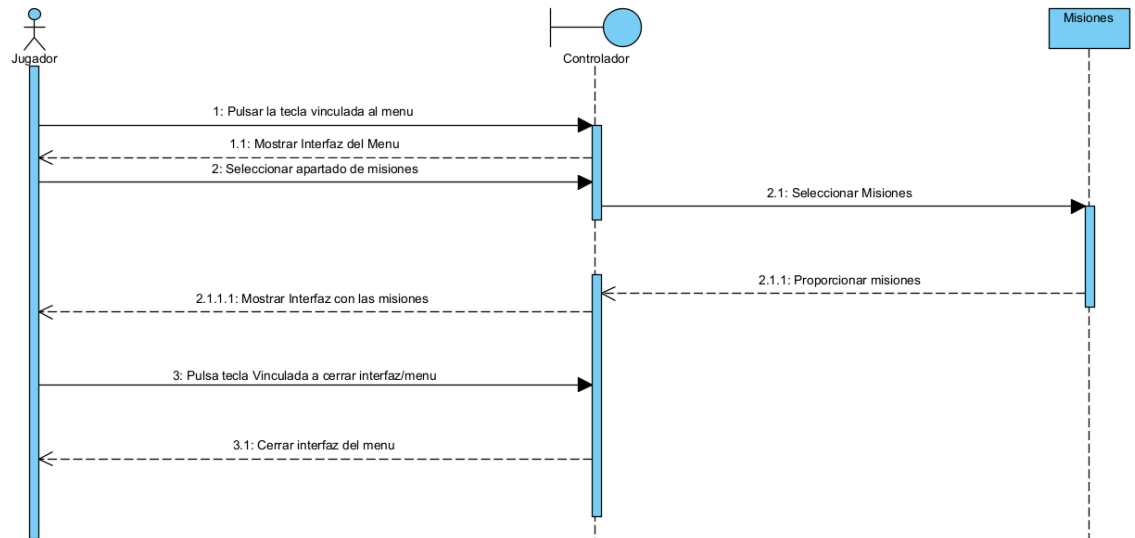 Jugador
Controlador
Misiones
1: Pulsar la tecla vinculada al menu
1.1: Mostrar Interfaz del Menu
2: Seleccionar apartado de misiones
2.1: Seleccionar Misiones
2.1.1: Proporcionar misiones
2.1.1.1: Mostrar Interfaz con las misiones
3: Pulsa tecla Vinculada a cerrar interfaz/menu
3.1: Cerrar interfaz del menu